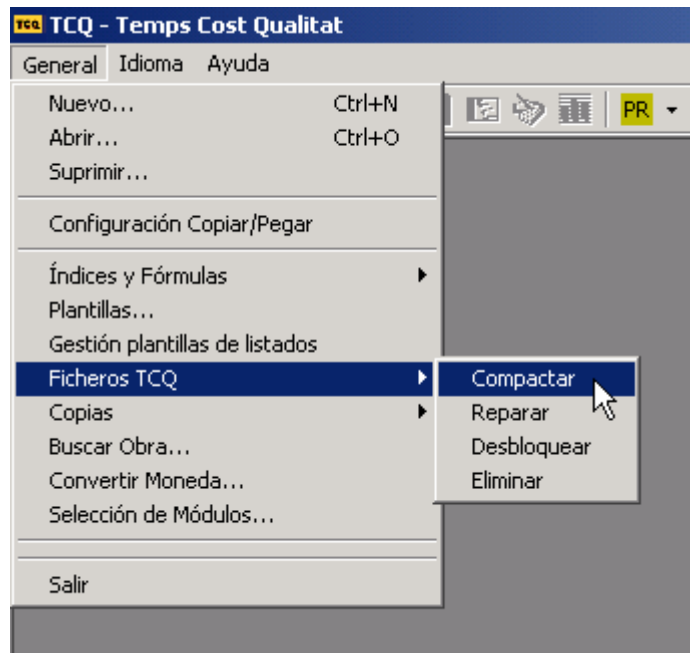 TCQ TCQ - Temps Cost Qualitat
General Idioma Ayuda
Nuevo... Ctrl+N
Abrir... Ctrl+O
Suprimir...
PR
Configuración Copiar/Pegar
Índices y Fórmulas
Plantillas...
Gestión plantillas de listados
Ficheros TCQ
Copias
Buscar Obra...
Convertir Moneda...
Selección de Módulos...
Salir
Compactar
Reparar
Desbloquear
Eliminar